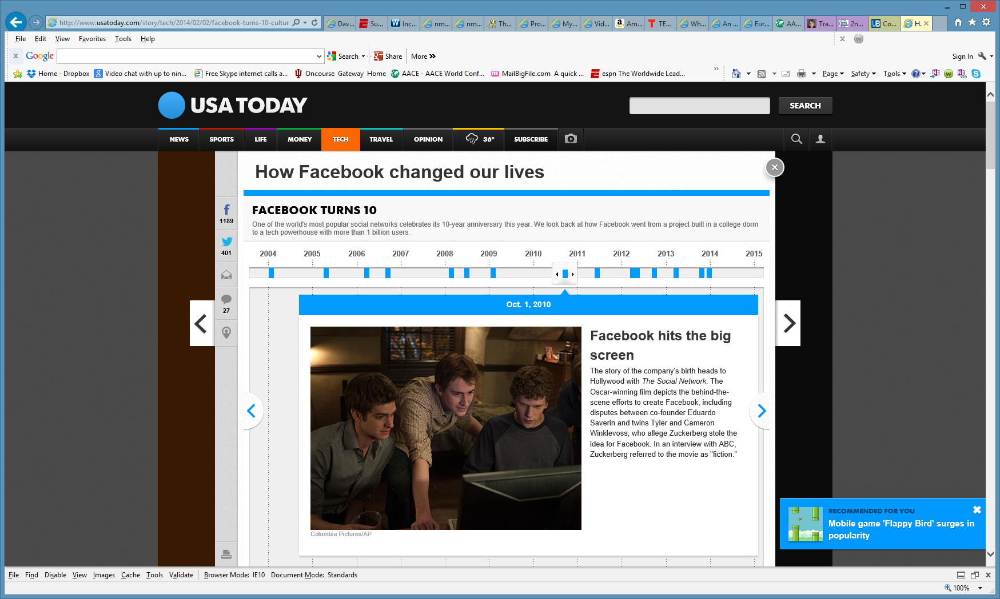 http://www.usatoday.com/story/tech/2014/02/02/facebook-turns-10-cultur
Dav...
Su...
Inc...
nm...
nm...
Th...
Pro...
My...
Vid...
Am...
TE...
Wh...
An ...
Eur...
AA...
Tra...
2n...
Co...
H.
File Edit View Favorites Tools Help
Google
Search
Share
More »
Sign In
Home - Dropbox
Video chat with up to nin...
Free Skype internet calls a...
Oncourse Gateway Home
AACE - AACE World Conf...
MailBigFile.com A quick ...
espn The Worldwide Lead...
Page Safety Tools
USA TODAY
SEARCH
NEWS SPORTS LIFE MONEY TECH TRAVEL OPINION 36° SUBSCRIBE
How Facebook changed our lives
FACEBOOK TURNS 10
One of the world's most popular social networks celebrates its 10-year anniversary this year. We look back at how Facebook went from a project built in a college dorm
to a tech powerhouse with more than 1 billion users.
1189
401
27
2004 2005 2006 2007 2008 2009 2010 2011 2012 2013 2014 2015
Oct. 1, 2010
Facebook hits the big
screen
The story of the company's birth heads to
Hollywood with The Social Network. The
Oscar-winning film depicts the behind-the-
scene efforts to create Facebook, including
disputes between co-founder Eduardo
Saverin and twins Tyler and Cameron
Winklevoss, who allege Zuckerberg stole the
idea for Facebook. In an interview with ABC,
Zuckerberg referred to the movie as "fiction."
Columbia Pictures/AP
RECOMMENDED FOR YOU
Mobile game 'Flappy Bird' surges in
popularity
File Find Disable View Images Cache Tools Validate Browser Mode: IE10 Document Mode: Standards
100%